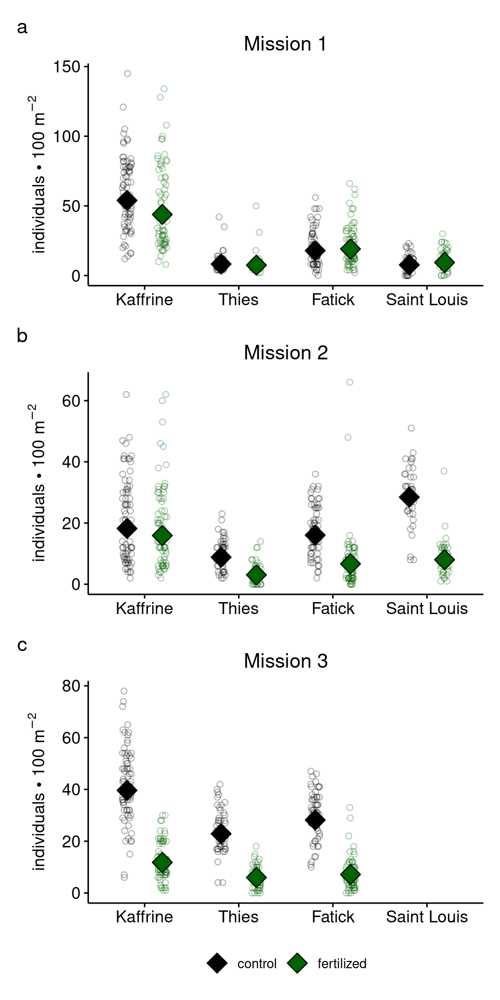 a
Mission 1
individuals • 100 m⁻²
150
100
50
0
Kaffrine Thies Fatick Saint Louis
b
Mission 2
individuals • 100 m⁻²
60
40
20
0
Kaffrine Thies Fatick Saint Louis
c
Mission 3
individuals • 100 m⁻²
80
60
40
20
0
Kaffrine Thies Fatick Saint Louis
control fertilized